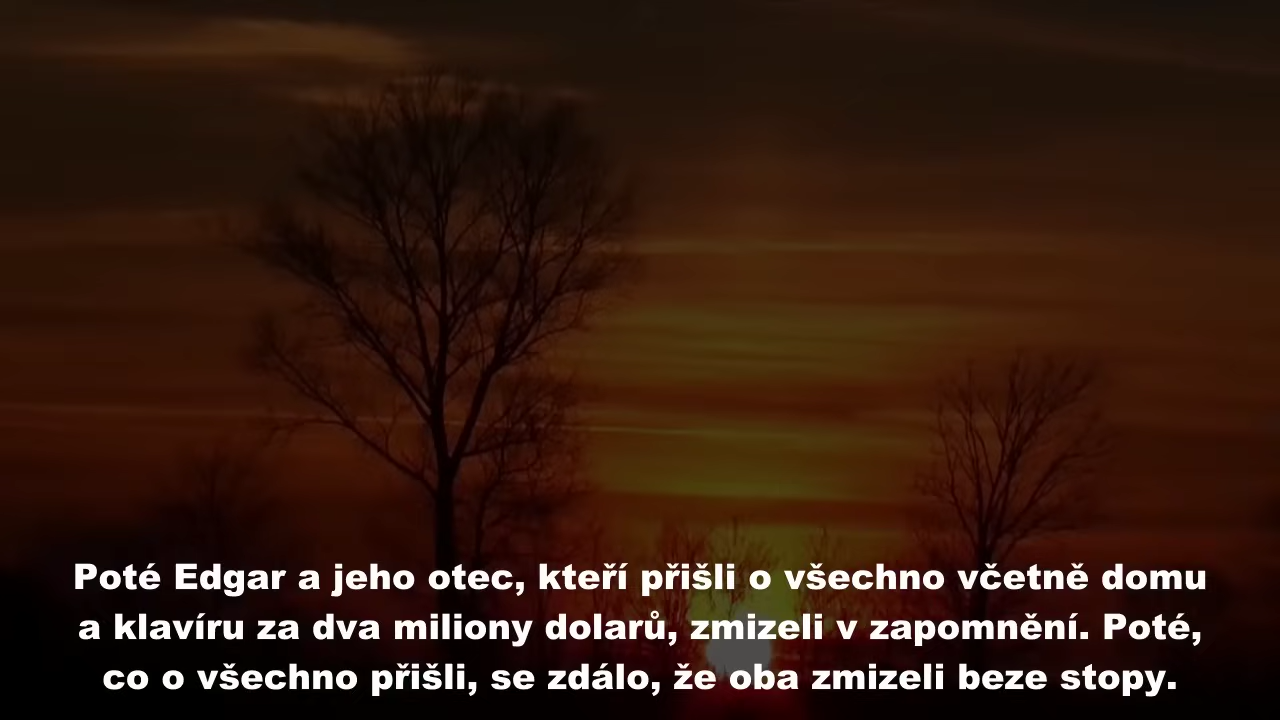 Poté Edgar a jeho otec, kteří přišli o všechno včetně domu
a klavíru za dva miliony dolarů, zmizeli v zapomnění. Poté,
co o všechno přišli, se zdálo, že oba zmizeli beze stopy.